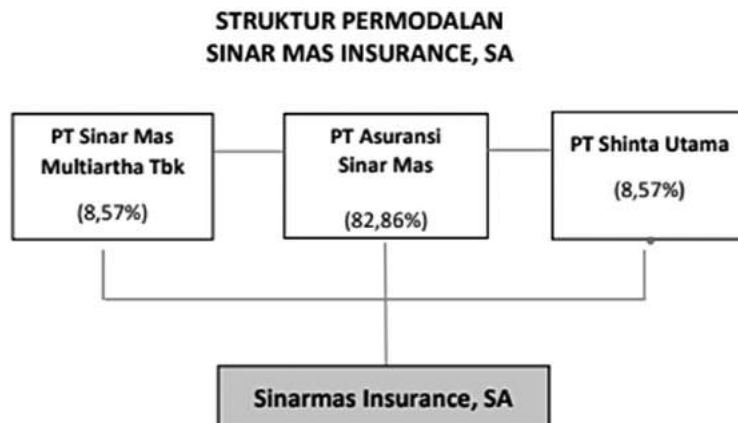 STRUKTUR PERMODALAN
SINAR MAS INSURANCE, SA
PT Sinar Mas
Multiartha Tbk
(8,57%)
PT Asuransi
Sinar Mas
(82,86%)
PT Shinta Utama
(8,57%)
Sinarmas Insurance, SA